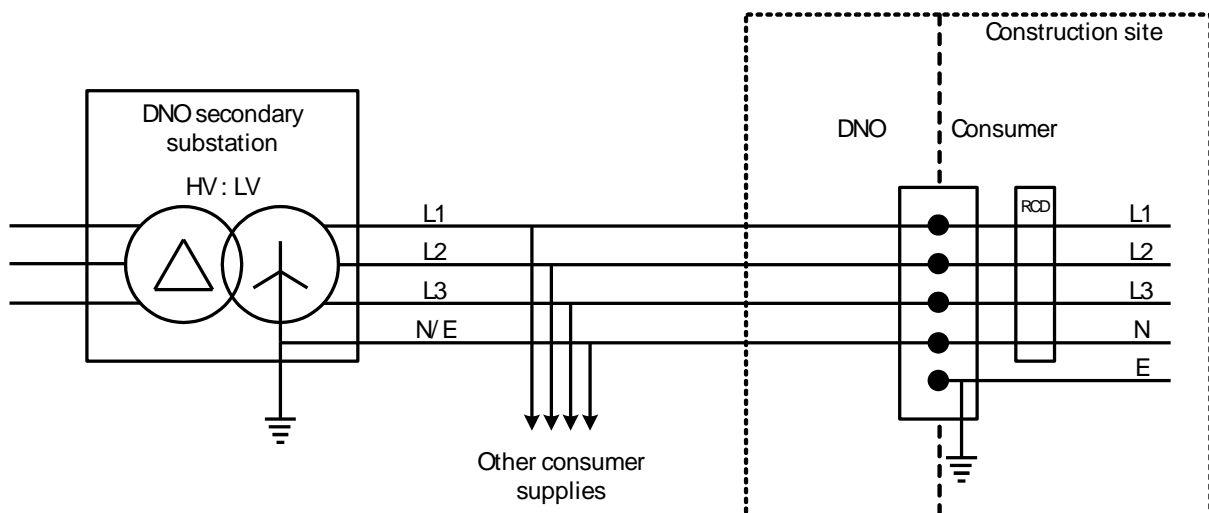 Construction site
DNO secondary
substation
HV : LV
DNO
Consumer
L1
L2
L3
N/E
RCD
L1
L2
L3
N
E
Other consumer
supplies